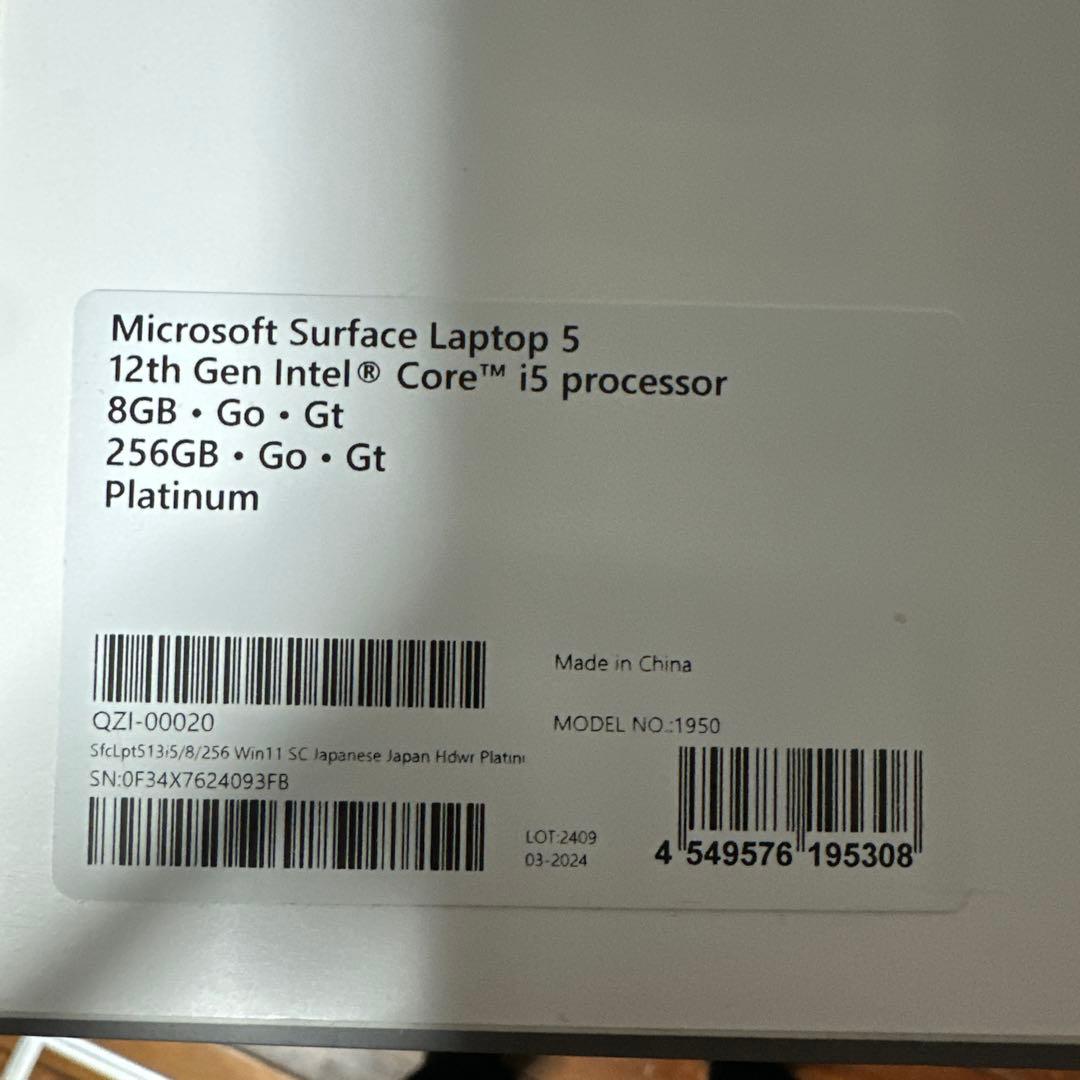 Microsoft Surface Laptop 5
12th Gen Intel® Core™ i5 processor
8GB • Go • Gt
256GB • Go • Gt
Platinum
QZI-00020
SfcLpt513i5/8/256 Win11 SC Japanese Japan Hdwr Platin
SN:0F34X7624093FB
Made in China
MODEL NO.:1950
LOT:2409
03-2024
4 549576 195308